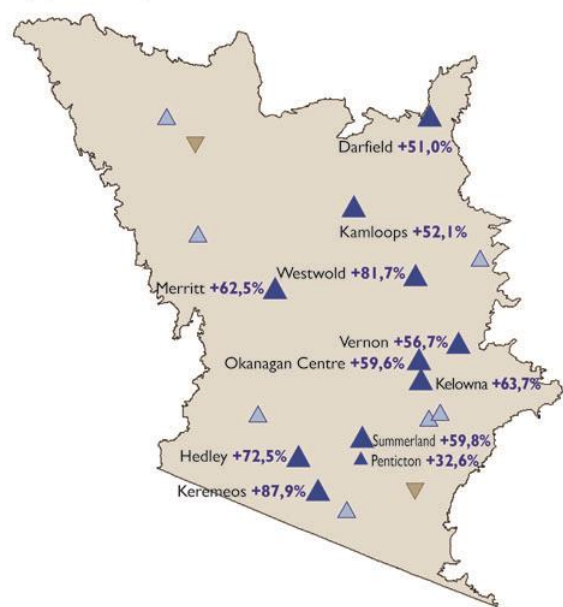 Darfield +51,0%
Kamloops +52,1%
Westwold +81,7%
Merritt +62,5%
Vernon +56,7%
Okanagan Centre +59,6%
Kelowna +63,7%
Summerland +59,8%
Hedley +72,5%
Penticton +32,6%
Keremeos +87,9%